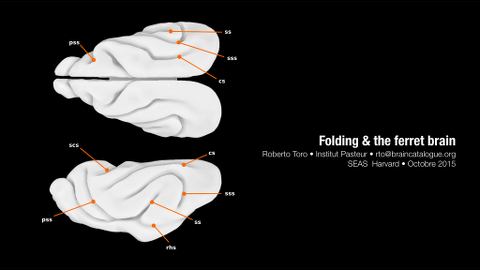 ss
pss
sss
cs
scs
cs
sss
pss
ss
rhs
Folding & the ferret brain
Roberto Toro • Institut Pasteur • rto@braincatalogue.org
SEAS Harvard • Octobre 2015